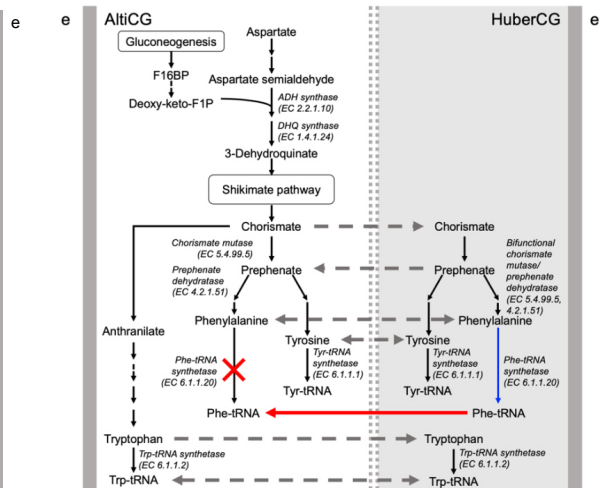 e
e
AltiCG
HuberCG
e
Gluconeogenesis
Aspartate
F16BP
Aspartate semialdehyde
Deoxy-keto-F1P
ADH synthase
(EC 2.2.1.10)
DHQ synthase
(EC 1.4.1.24)
3-Dehydroquinate
Shikimate pathway
Chorismate
Chorismate
Chorismate mutase
(EC 5.4.99.5)
Bifunctional
chorismate
mutase/
prephenate
dehydratase
(EC 5.4.99.5,
4.2.1.51)
Prephenate
dehydratase
(EC 4.2.1.51)
Prephenate
Prephenate
Phenylalanine
Phenylalanine
Anthranilate
Tyrosine
Tyrosine
Phe-tRNA
synthetase
(EC 6.1.1.20)
Tyr-tRNA
synthetase
(EC 6.1.1.1)
Tyr-tRNA
synthetase
(EC 6.1.1.1)
Phe-tRNA
synthetase
(EC 6.1.1.20)
Tyr-tRNA
Tyr-tRNA
Phe-tRNA
Phe-tRNA
Tryptophan
Tryptophan
Trp-tRNA synthetase
(EC 6.1.1.2)
Trp-tRNA synthetase
(EC 6.1.1.2)
Trp-tRNA
Trp-tRNA